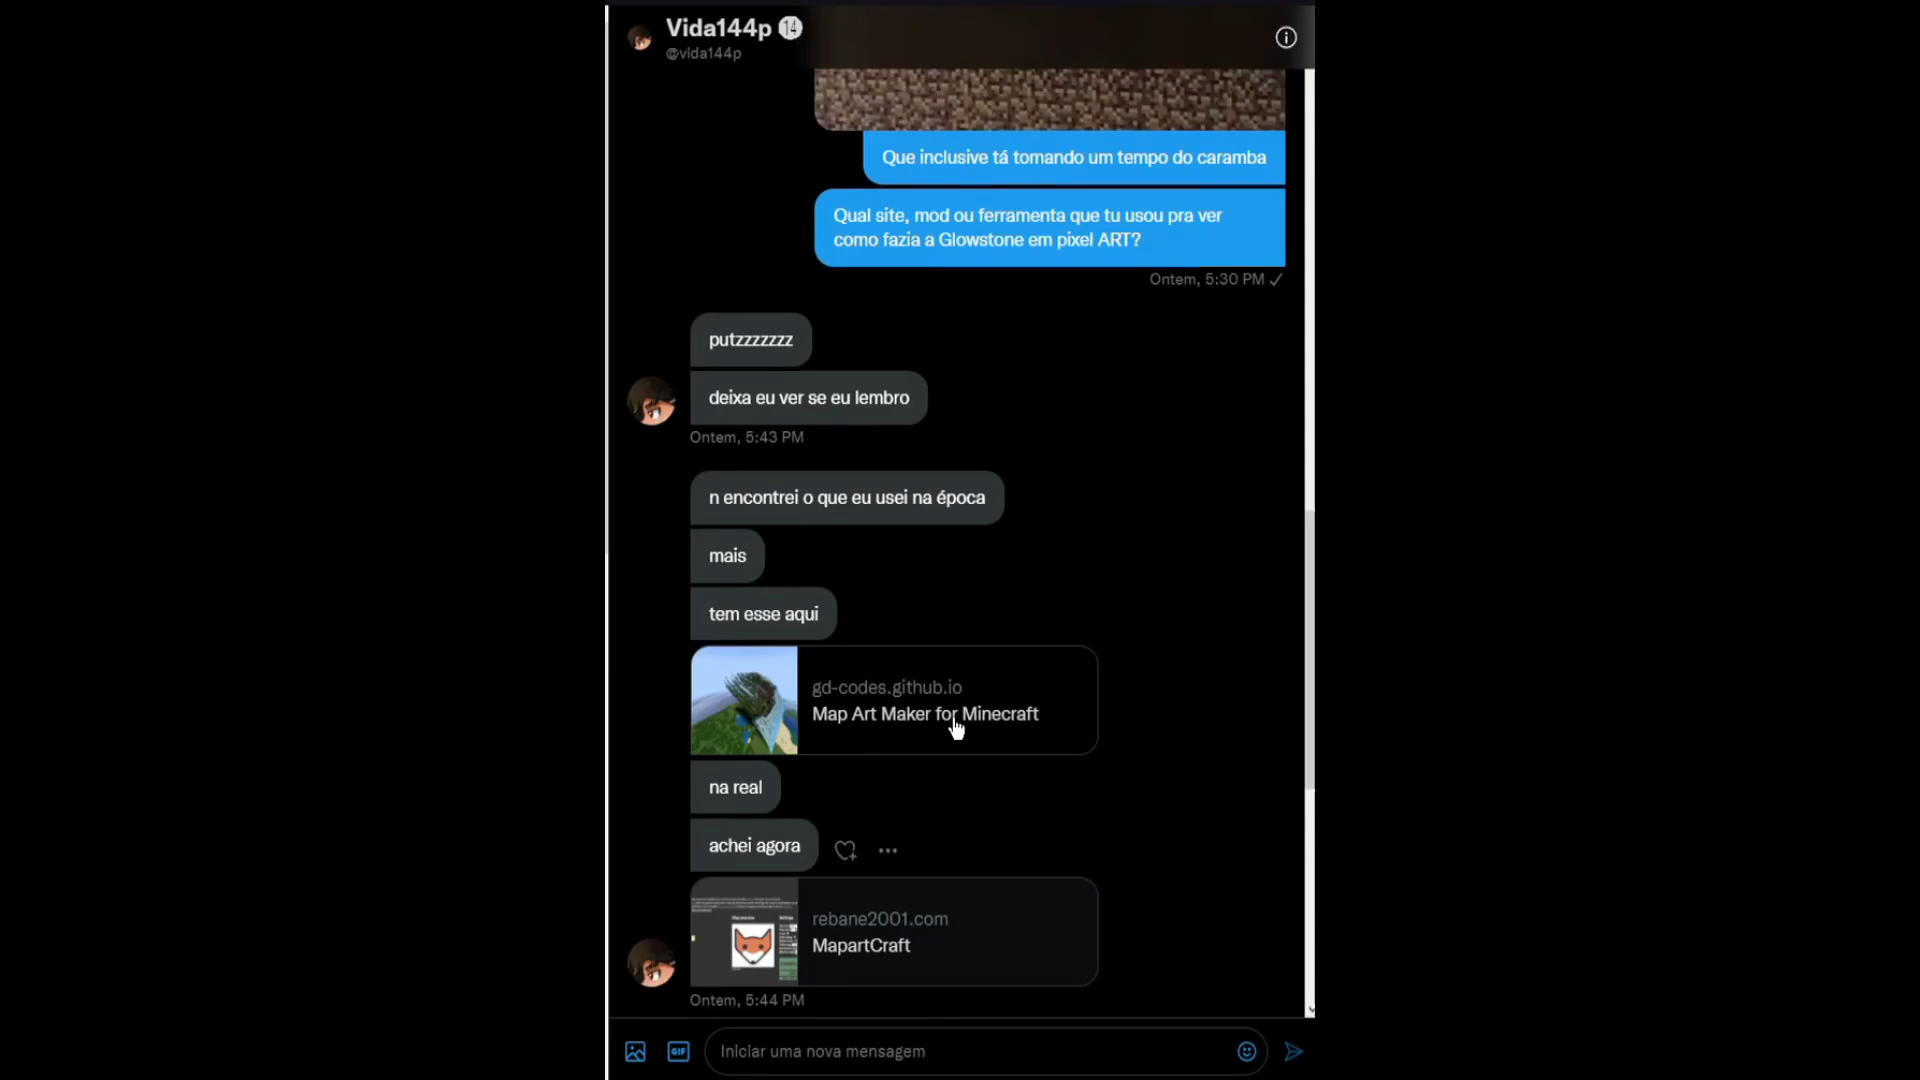 Vida144p 14
@vida144p
Que inclusive tá tomando um tempo do caramba
Qual site, mod ou ferramenta que tu usou pra ver
como fazia a Glowstone em pixel ART?
Ontem, 5:30 PM
putzzzzzzz
deixa eu ver se eu lembro
Ontem, 5:43 PM
n encontrei o que eu usei na época
mais
tem esse aqui
gd-codes.github.io
Map Art Maker for Minecraft
na real
achei agora
rebane2001.com
MapartCraft
Ontem, 5:44 PM
GIF
Iniciar uma nova mensagem